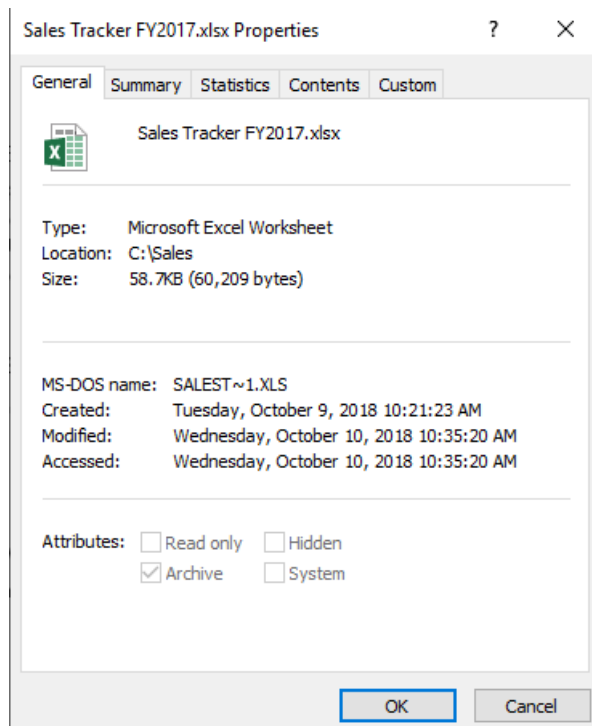 Sales Tracker FY2017.xlsx Properties ? ×
General Summary Statistics Contents Custom
Sales Tracker FY2017.xlsx
Type: Microsoft Excel Worksheet
Location: C:\Sales
Size: 58.7KB (60,209 bytes)
MS-DOS name: SALEST~1.XLS
Created: Tuesday, October 9, 2018 10:21:23 AM
Modified: Wednesday, October 10, 2018 10:35:20 AM
Accessed: Wednesday, October 10, 2018 10:35:20 AM
Attributes: Read only Hidden
Archive System
OK Cancel